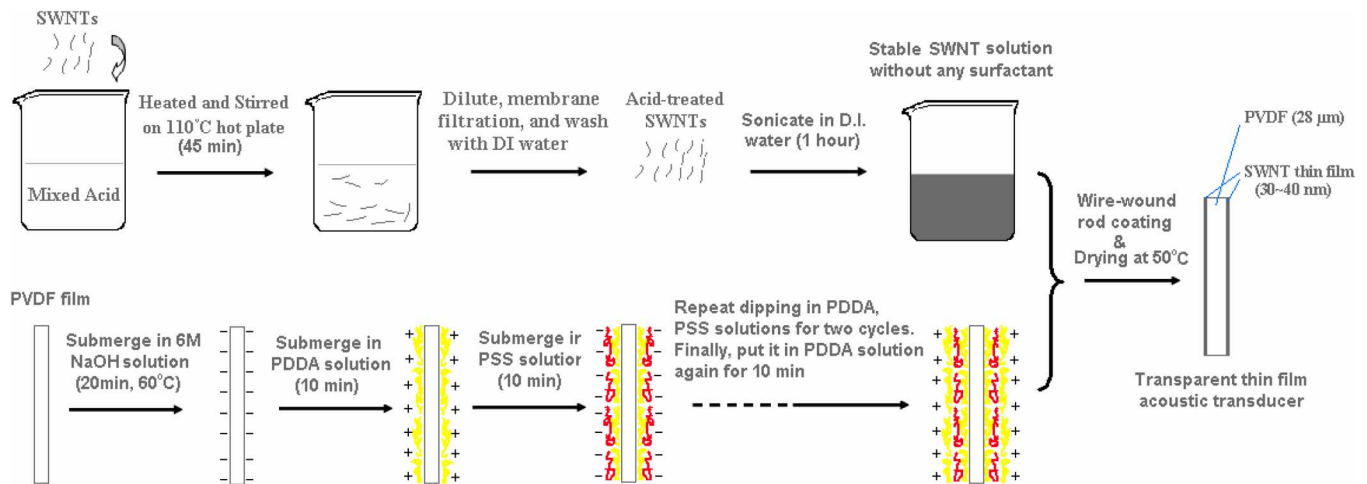 SWNTs
Mixed Acid
Heated and Stirred
on 110°C hot plate
(45 min)
Dilute, membrane
filtration, and wash
with DI water
Acid-treated
SWNTs
Sonicate in D.I.
water (1 hour)
Stable SWNT solution
without any surfactant
Wire-wound
rod coating
&
Drying at 50°C
PVDF (28 µm)
SWNT thin film
(30~40 nm)
Transparent thin film
acoustic transducer
PVDF film
Submerge in 6M
NaOH solution
(20min, 60°C)
Submerge in
PDDA solution
(10 min)
Submerge ir
PSS solutior
(10 min)
Repeat dipping in PDDA,
PSS solutions for two cycles.
Finally, put it in PDDA solution
again for 10 min